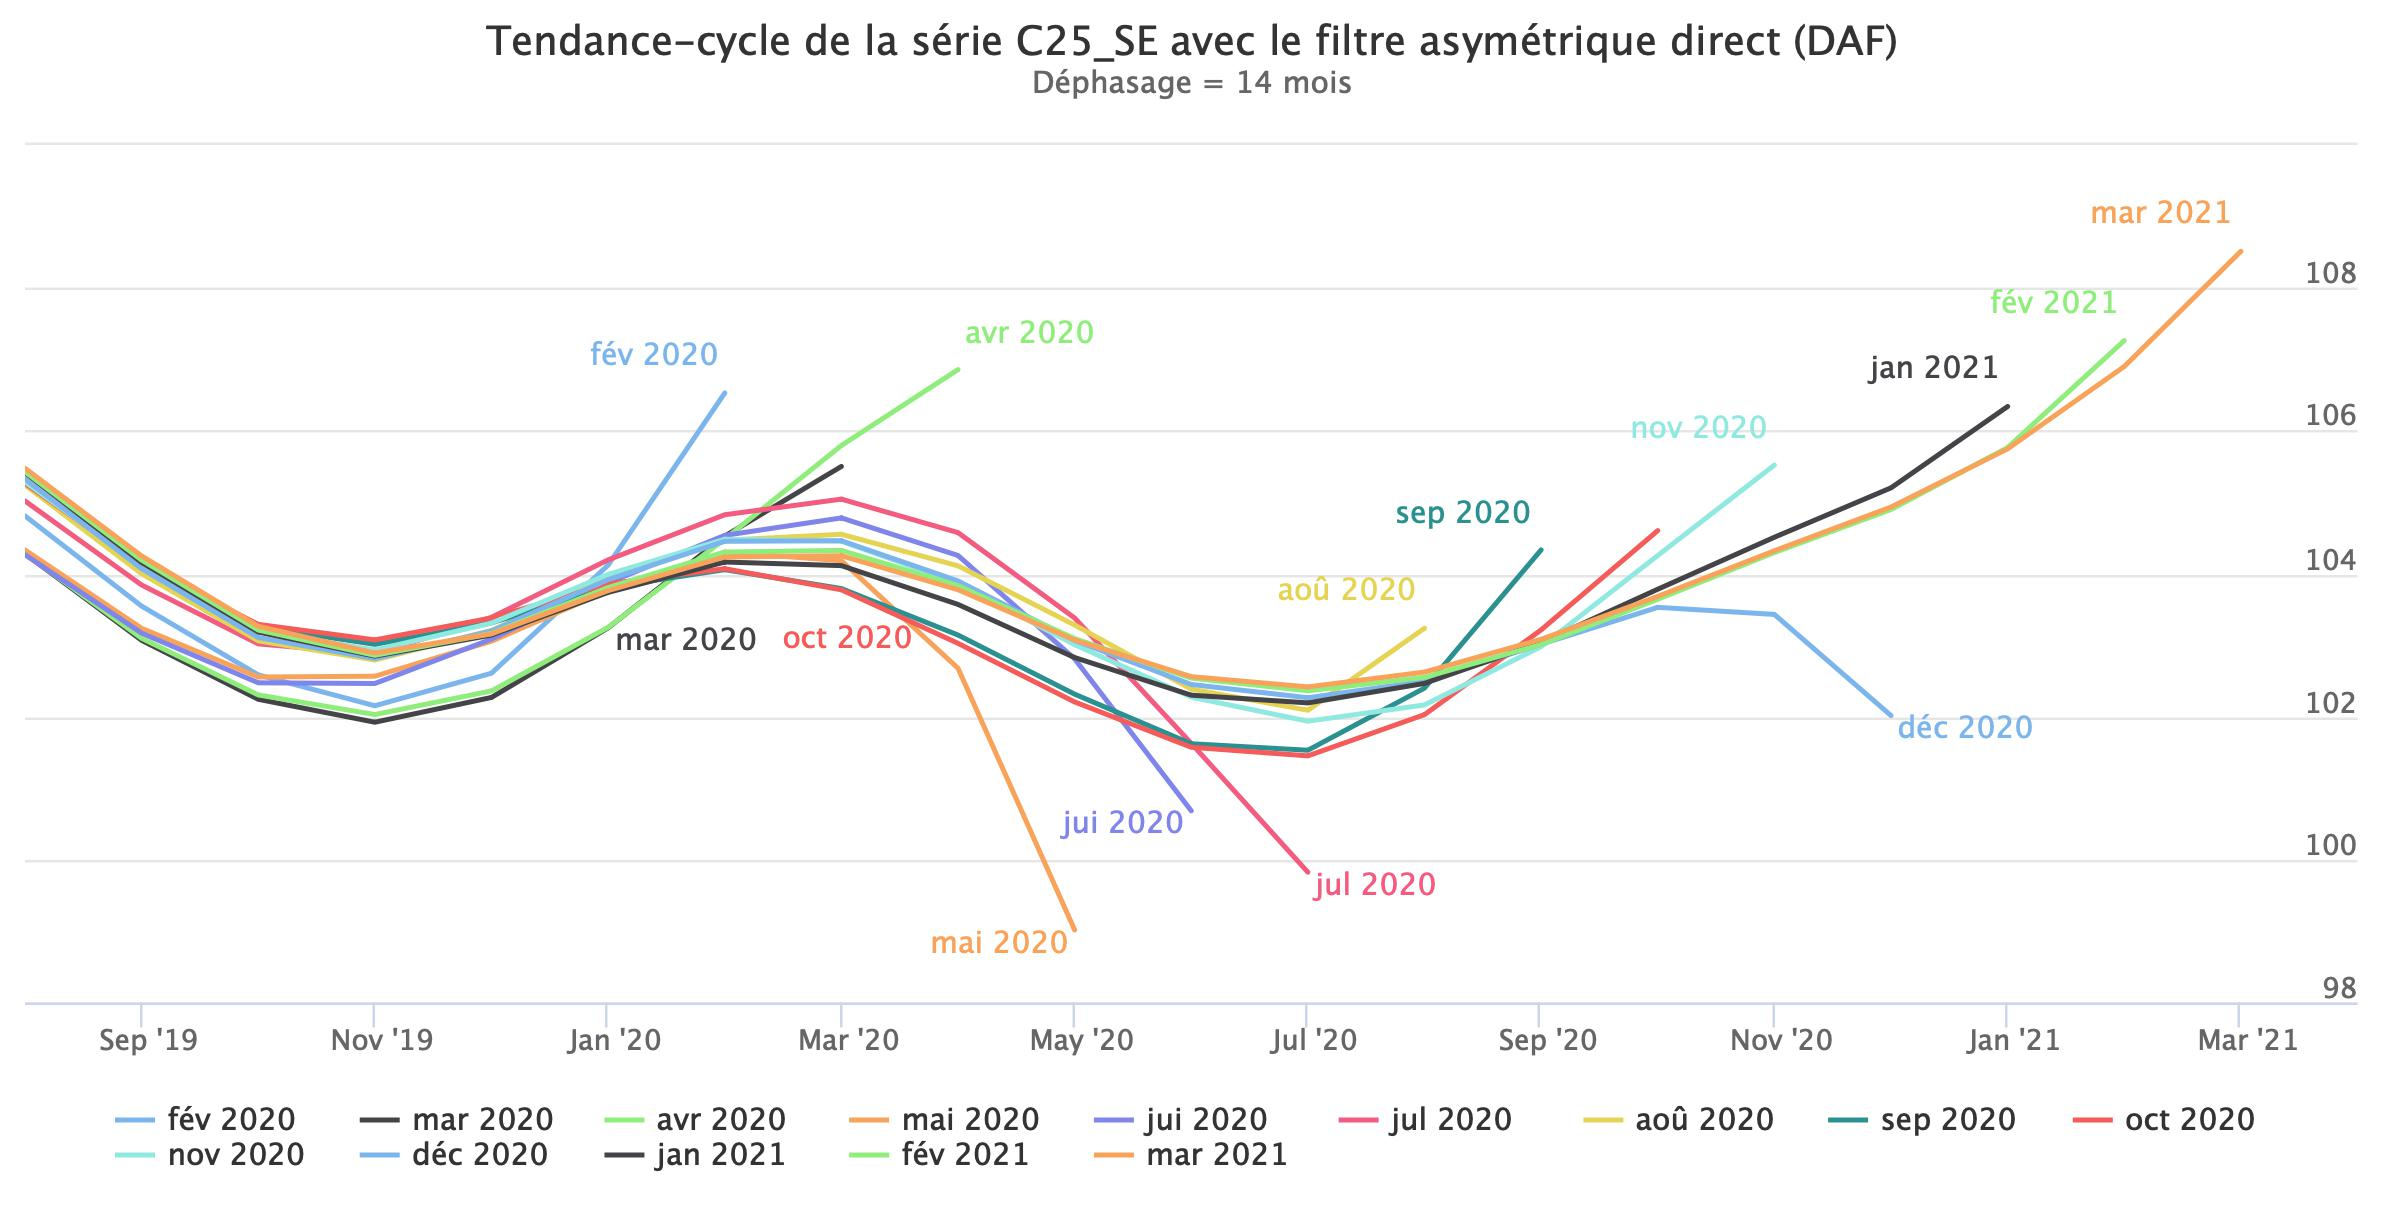 Tendance-cycle de la série C25_SE avec le filtre asymétrique direct (DAF)
Déphasage = 14 mois
mar 2021
108
fév 2021
avr 2020
fév 2020
jan 2021
106
nov 2020
sep 2020
104
aoû 2020
mar 2020
oct 2020
102
déc 2020
jui 2020
100
jul 2020
mai 2020
98
Sep '19 Nov '19 Jan '20 Mar '20 May '20 Jul '20 Sep '20 Nov '20 Jan '21 Mar '21
fév 2020 mar 2020 avr 2020 mai 2020 jui 2020 jul 2020 aoû 2020 sep 2020 oct 2020
nov 2020 déc 2020 jan 2021 fév 2021 mar 2021